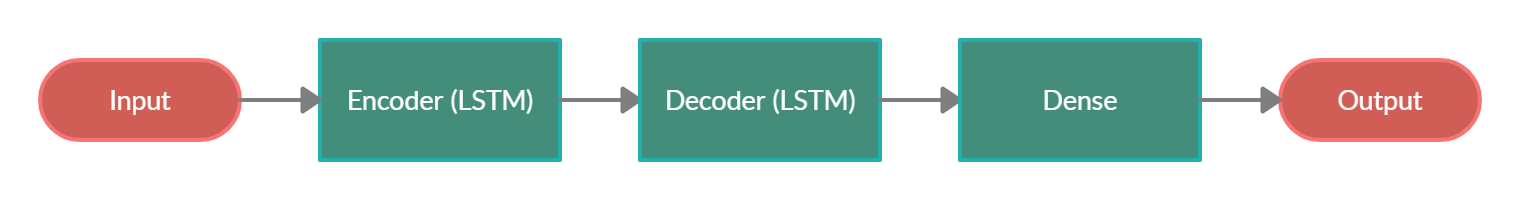 Input
Encoder (LSTM)
Decoder (LSTM)
Dense
Output